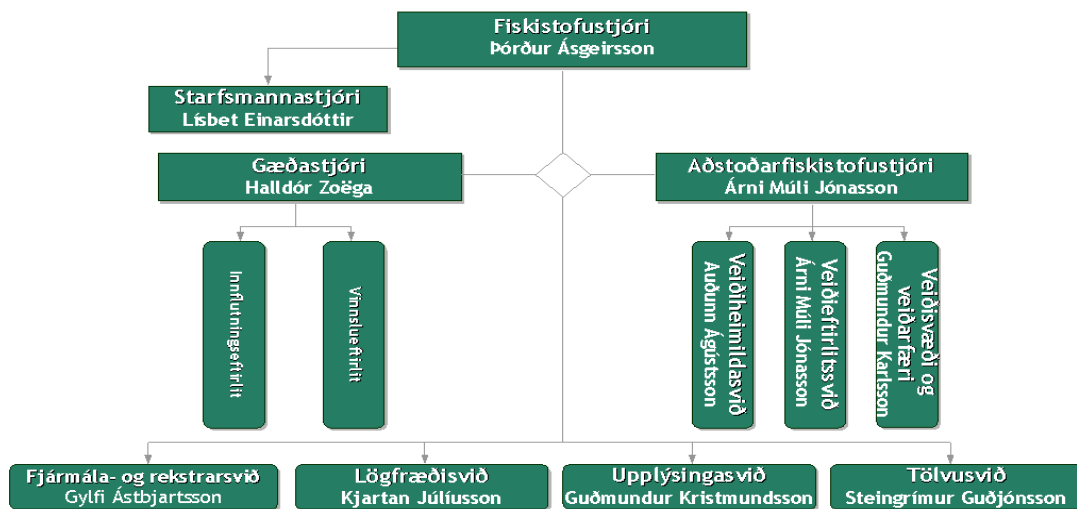 Fiskistofustjóri
Þórður Ásgeirsson
Starfsmannastjóri
Lísbet Einarsdóttir
Gæðastjóri
Halldór Zoëga
Aðstoðarfiskistofustjóri
Árni Múli Jónasson
Innflutningseftirlit
Vinnslueftirlit
Veiðiheimildasvið
Auðunn Ágústsson
Veiðieftirlitssvið
Árni Múli Jónasson
Veiðisvæði og
veiðarfæri
Guðmundur Karlsson
Fjármála- og rekstrarsvið
Gylfi Ástbjartsson
Lögfræðisvið
Kjartan Júlíusson
Upplýsingasvið
Guðmundur Kristmundsson
Tölvusvið
Steingrímur Guðjónsson